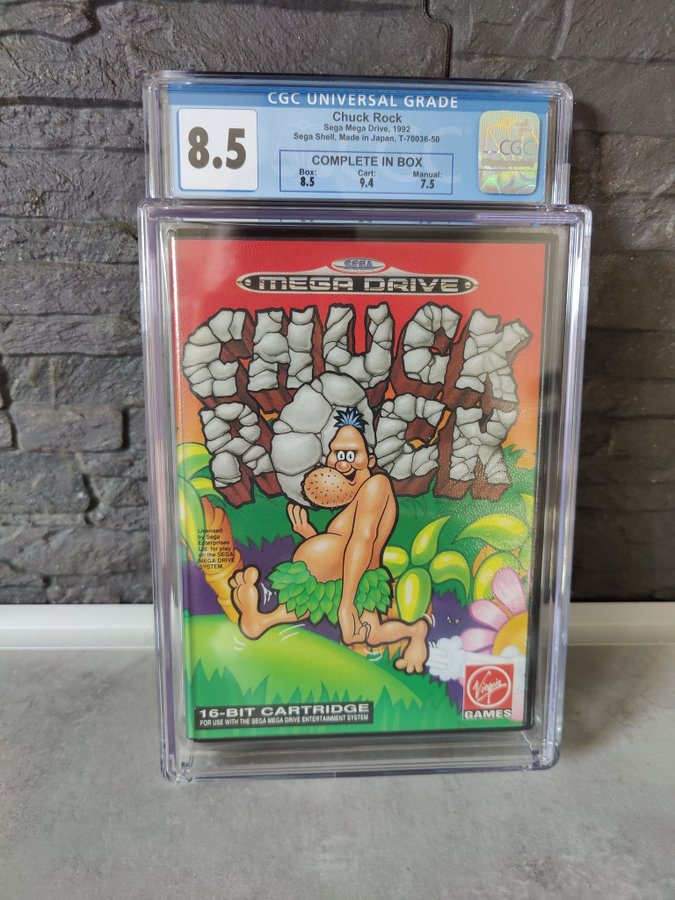 CGC UNIVERSAL GRADE
8.5
Chuck Rock
Sega Mega Drive, 1992
Sega Shell, Made in Japan, T-70036-50
COMPLETE IN BOX
Box: Cart: Manual:
8.5 9.4 7.5
CGC
SEGA
MEGA DRIVE
CHUCK
ROCK
Licensed
by Sega
Enterprises
Ltd. for play
on the SEGA
MEGA DRIVE
SYSTEM.
Virgin
GAMES
16-BIT CARTRIDGE
FOR USE WITH THE SEGA MEGA DRIVE ENTERTAINMENT SYSTEM